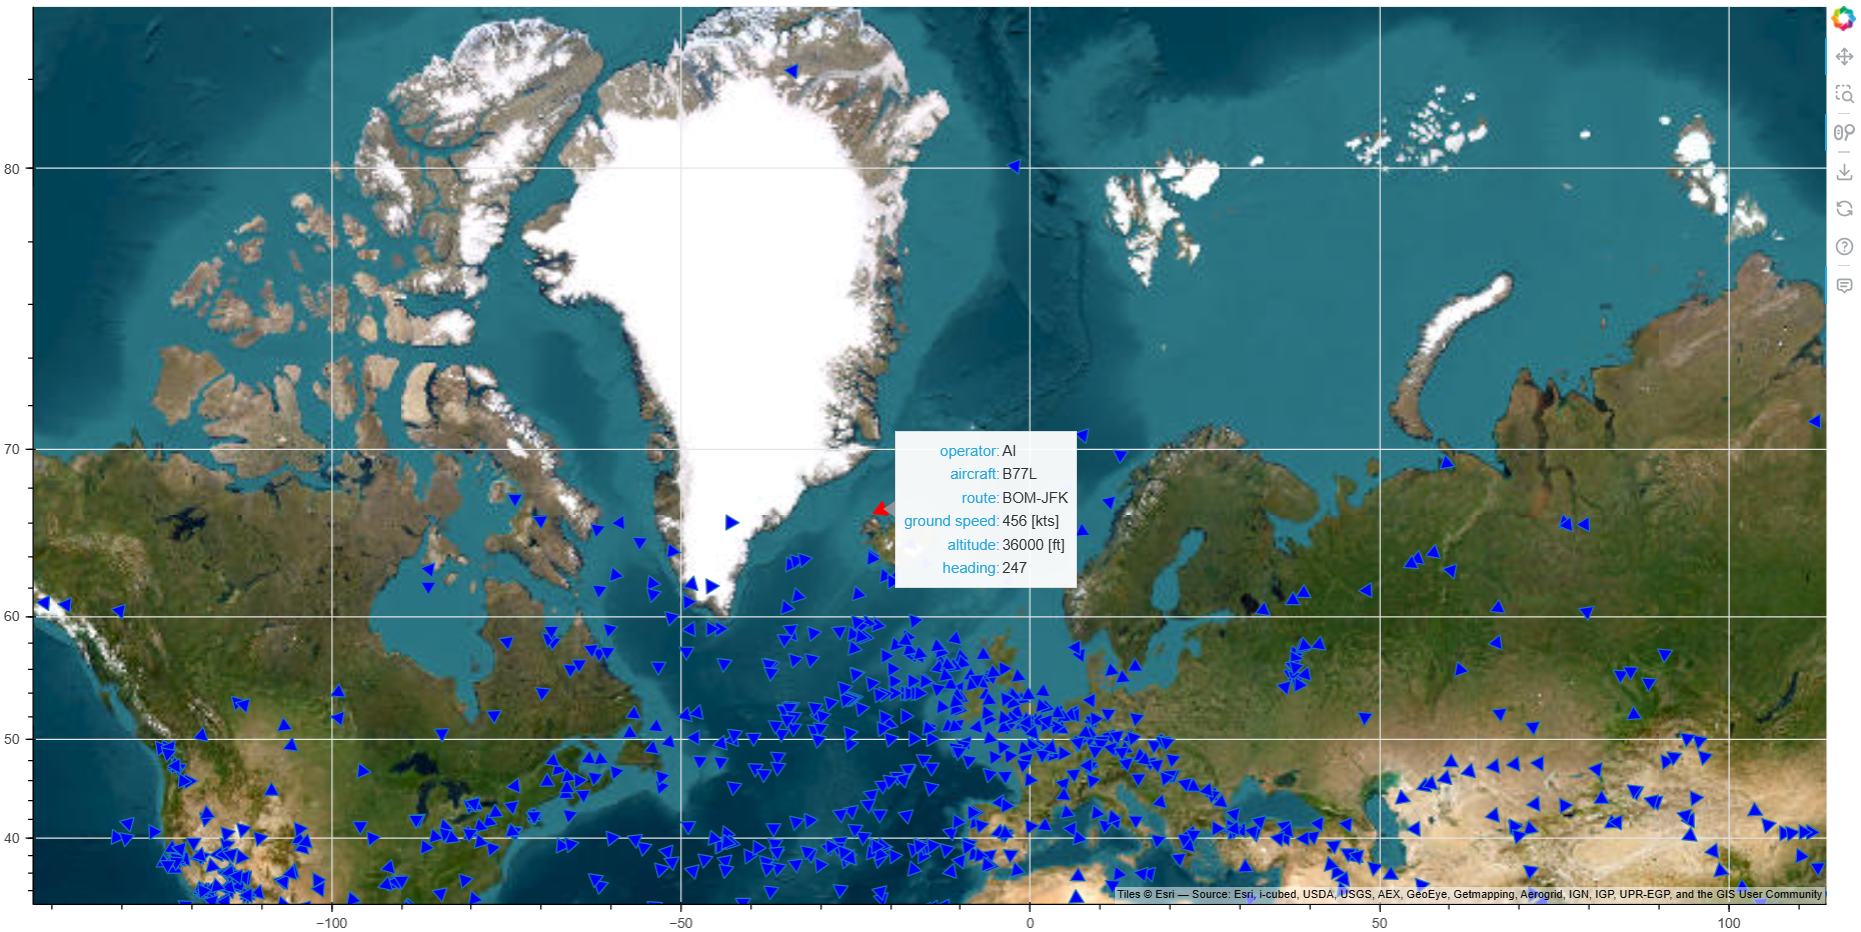 80
70
60
50
40
operator: AI
aircraft: B77L
route: BOM-JFK
ground speed: 456 [kts]
altitude: 36000 [ft]
heading: 247
Tiles © Esri — Source: Esri, i-cubed, USDA, USGS, AEX, GeoEye, Getmapping, Aerogrid, IGN, IGP, UPR-EGP, and the GIS User Community
−100
−50
0
50
100